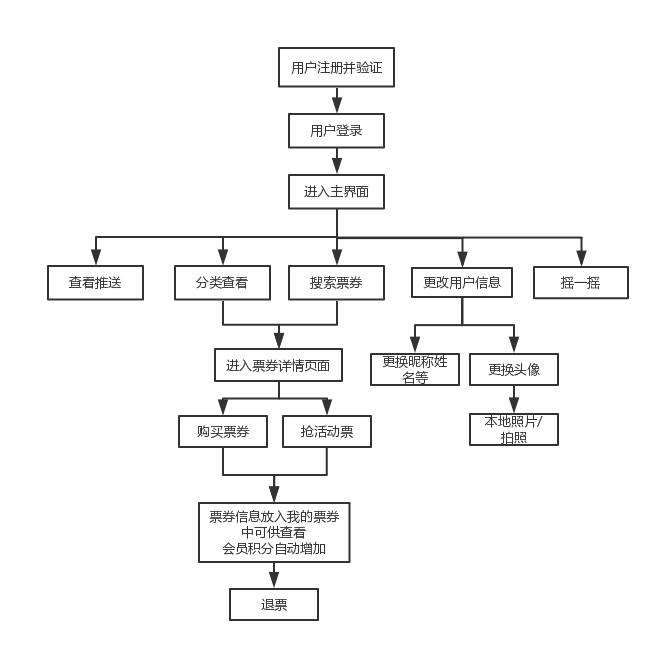 用户注册并验证
用户登录
进入主界面
查看推送
分类查看
搜索票券
更改用户信息
摇一摇
进入票券详情页面
更换昵称姓
名等
更换头像
购买票券
抢活动票
本地照片/
拍照
票券信息放入我的票券
中可供查看
会员积分自动增加
退票